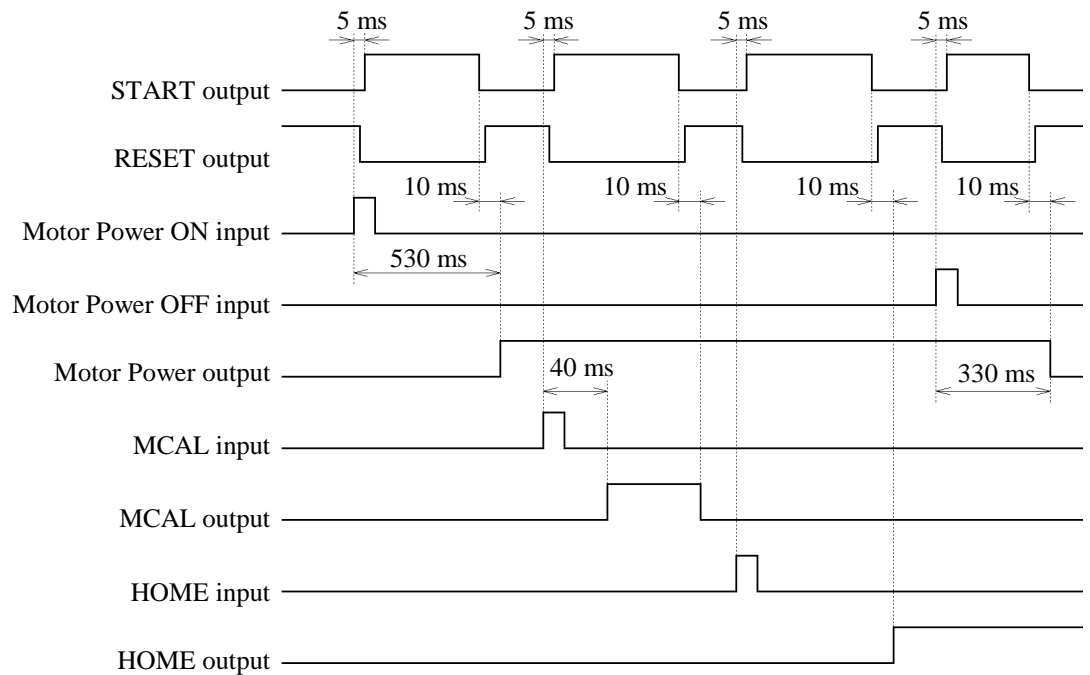 5 ms 5 ms 5 ms 5 ms
START output
RESET output
10 ms 10 ms 10 ms 10 ms
Motor Power ON input
530 ms
Motor Power OFF input
Motor Power output
40 ms 330 ms
MCAL input
MCAL output
HOME input
HOME output